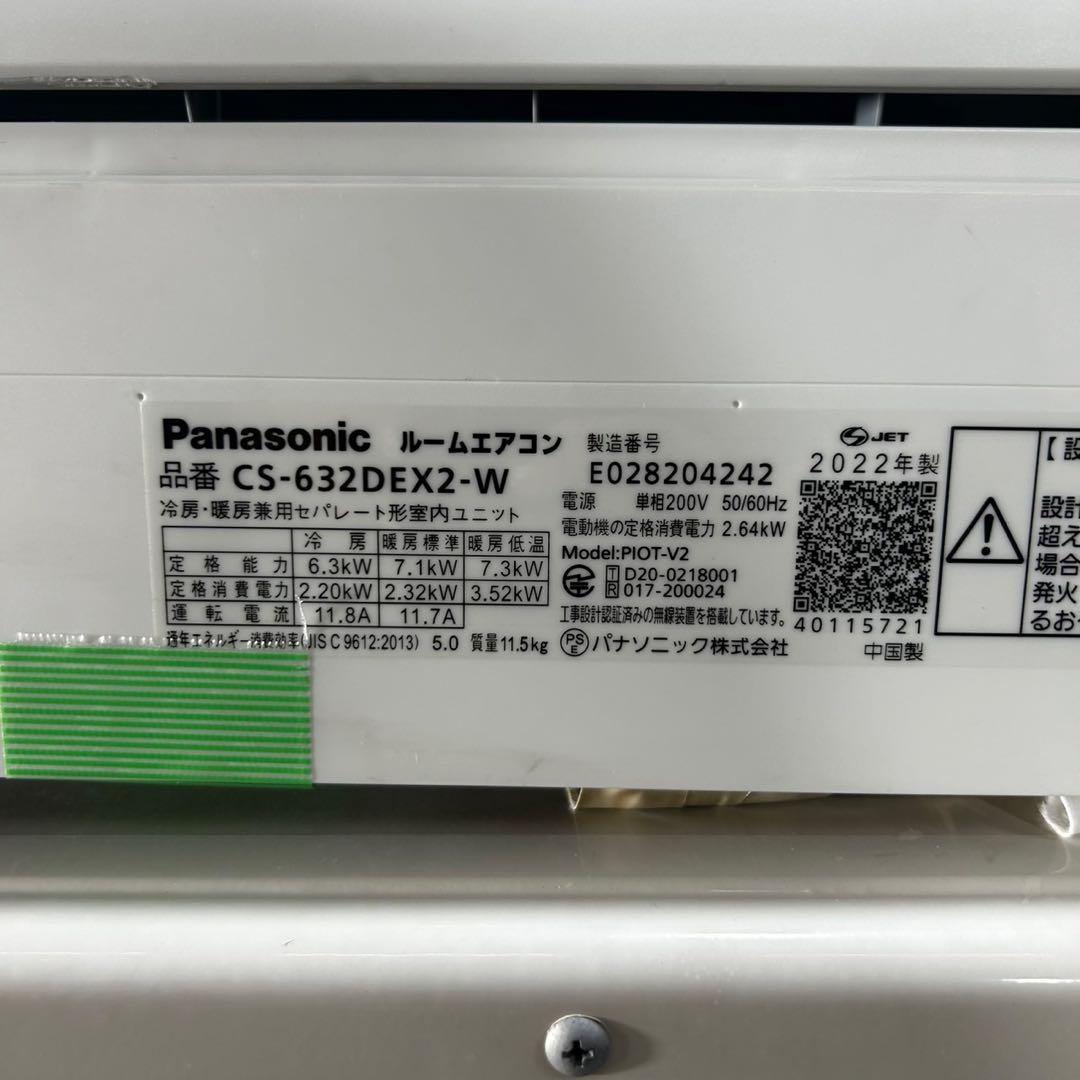 Panasonic ルームエアコン
品番 CS-632DEX2-W
冷房・暖房兼用セパレート形室内ユニット
冷房 暖房標準 暖房低温
定格能力 6.3kW 7.1kW 7.3kW
定格消費電力 2.20kW 2.32kW 3.52kW
運転電流 11.8A 11.7A
通年エネルギー消費効率(JIS C 9612:2013) 5.0 質量11.5kg
製造番号
E028204242
電源 単相200V 50/60Hz
電動機の定格消費電力 2.64kW
Model:PIOT-V2
T D20-0218001
R 017-200024
工事設計認証済みの無線装置を搭載しています。
PSE パナソニック株式会社
JET
2022年製
40115721
中国製
【設
設計
超え
場合
発火
るお